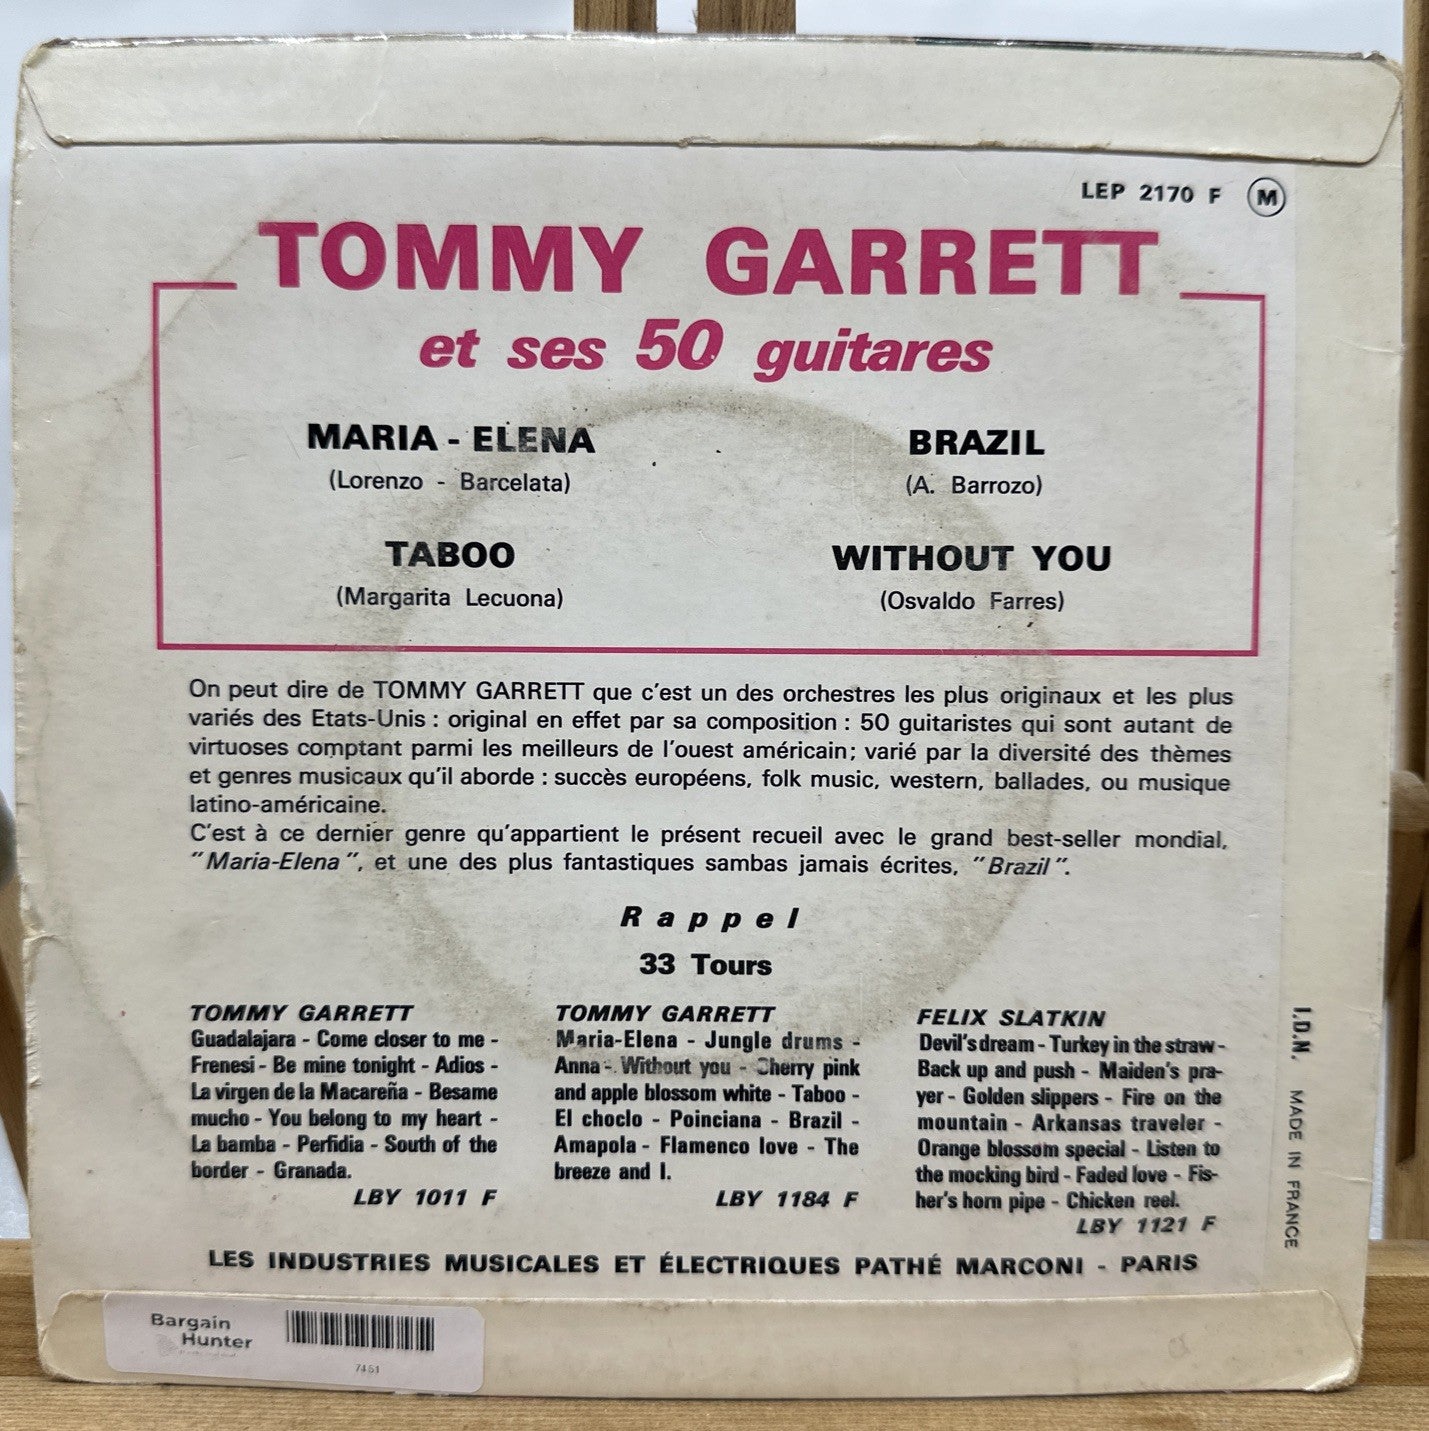 LEP 2170 F M
TOMMY GARRETT
et ses 50 guitares
MARIA - ELENA
(Lorenzo - Barcelata)
TABOO
(Margarita Lecuona)
BRAZIL
(A. Barrozo)
WITHOUT YOU
(Osvaldo Farres)
On peut dire de TOMMY GARRETT que c'est un des orchestres les plus originaux et les plus
variés des Etats-Unis : original en effet par sa composition : 50 guitaristes qui sont autant de
virtuoses comptant parmi les meilleurs de l'ouest américain; varié par la diversité des thèmes
et genres musicaux qu'il aborde : succès européens, folk music, western, ballades, ou musique
latino-américaine.
C'est à ce dernier genre qu'appartient le présent recueil avec le grand best-seller mondial,
"Maria-Elena", et une des plus fantastiques sambas jamais écrites, "Brazil".
Rappel
33 Tours
TOMMY GARRETT
Guadalajara - Come closer to me -
Frenesi - Be mine tonight - Adios -
La virgen de la Macareña - Besame
mucho - You belong to my heart -
La bamba - Perfidia - South of the
border - Granada.
LBY 1011 F
TOMMY GARRETT
Maria-Elena - Jungle drums -
Anna - Without you - Cherry pink
and apple blossom white - Taboo -
El choclo - Poinciana - Brazil -
Amapola - Flamenco love - The
breeze and I.
LBY 1184 F
FELIX SLATKIN
Devil's dream - Turkey in the straw -
Back up and push - Maiden's pra-
yer - Golden slippers - Fire on the
mountain - Arkansas traveler -
Orange blossom special - Listen to
the mocking bird - Faded love - Fis-
her's horn pipe - Chicken reel.
LBY 1121 F
LES INDUSTRIES MUSICALES ET ÉLECTRIQUES PATHÉ MARCONI - PARIS
I.D.N. MADE IN FRANCE
Bargain
Hunter
7451